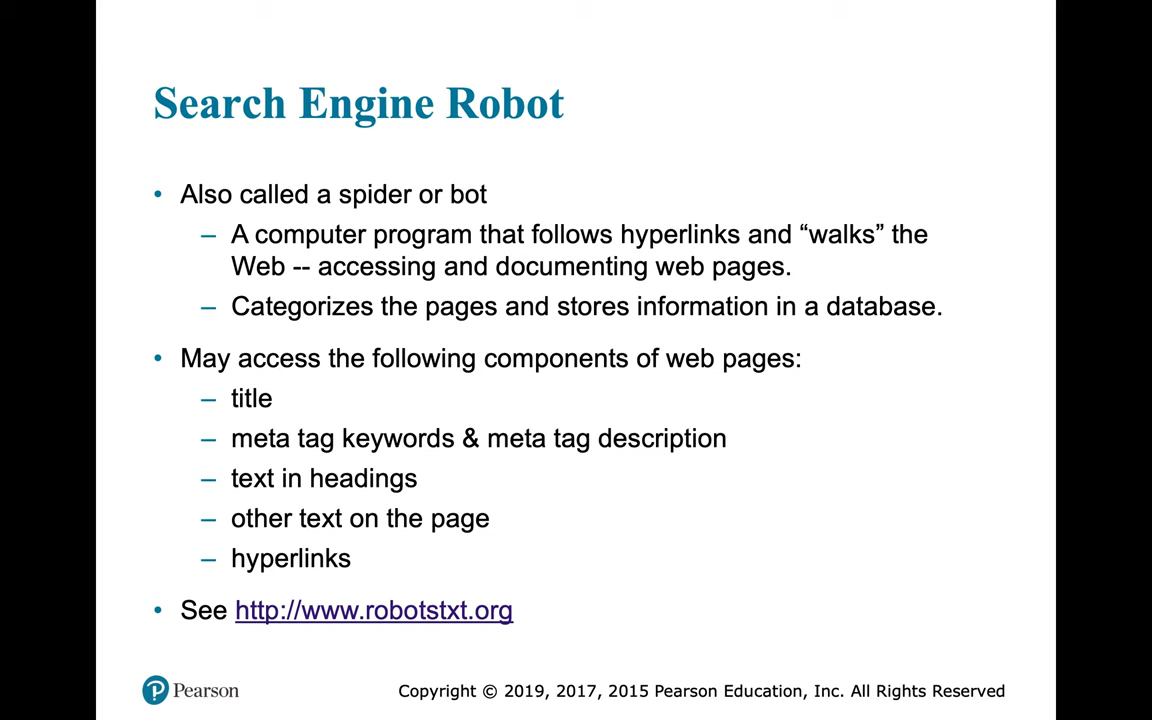 Search Engine Robot
• Also called a spider or bot
– A computer program that follows hyperlinks and “walks” the
Web -- accessing and documenting web pages.
– Categorizes the pages and stores information in a database.
• May access the following components of web pages:
– title
– meta tag keywords & meta tag description
– text in headings
– other text on the page
– hyperlinks
• See http://www.robotstxt.org
P Pearson
Copyright © 2019, 2017, 2015 Pearson Education, Inc. All Rights Reserved